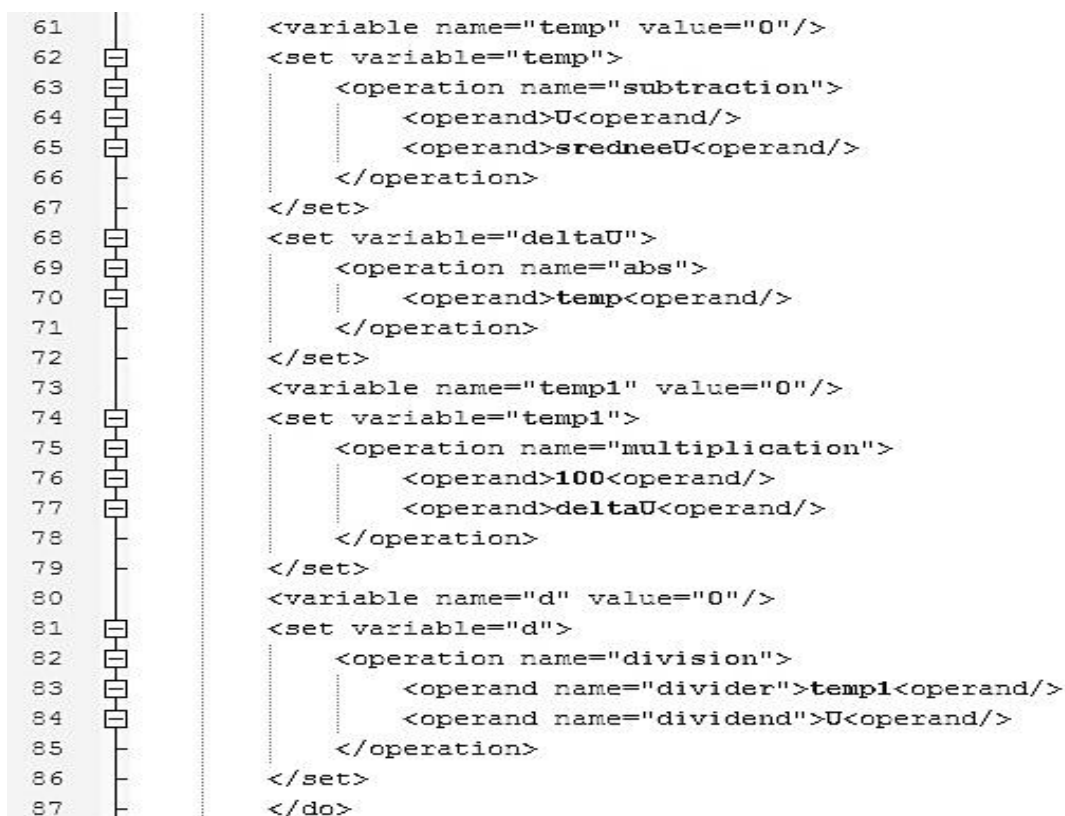 61 <variable name="temp" value="0"/>
62 <set variable="temp">
63 <operation name="subtraction">
64 <operand>U<operand/>
65 <operand>sredneeU<operand/>
66 </operation>
67 </set>
68 <set variable="deltaU">
69 <operation name="abs">
70 <operand>temp<operand/>
71 </operation>
72 </set>
73 <variable name="temp1" value="0"/>
74 <set variable="temp1">
75 <operation name="multiplication">
76 <operand>100<operand/>
77 <operand>deltaU<operand/>
78 </operation>
79 </set>
80 <variable name="d" value="0"/>
81 <set variable="d">
82 <operation name="division">
83 <operand name="divider">temp1<operand/>
84 <operand name="dividend">U<operand/>
85 </operation>
86 </set>
87 </do>